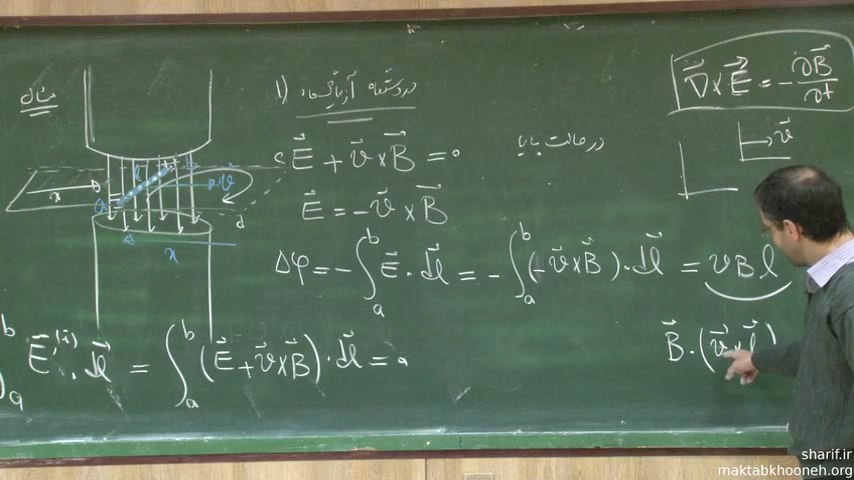 مثال
در دستگاه آزمایشگاه (۱
E⃗ + v⃗ × B⃗ = 0
در حالت پایا
E⃗ = -v⃗ × B⃗
Δφ = -∫ₐᵇ E⃗ · dl⃗ = -∫ₐᵇ (-v⃗ × B⃗) · dl⃗ = vBl
∫ₐᵇ E⃗⁽ⁱ⁾ · dl⃗ = ∫ₐᵇ (E⃗ + v⃗ × B⃗) · dl⃗ = 0
∇⃗ × E⃗ = -∂B⃗/∂t
v⃗
B⃗ · (v⃗ × l⃗)
x
l
v
c
d
x
sharif.ir
maktabkhooneh.org